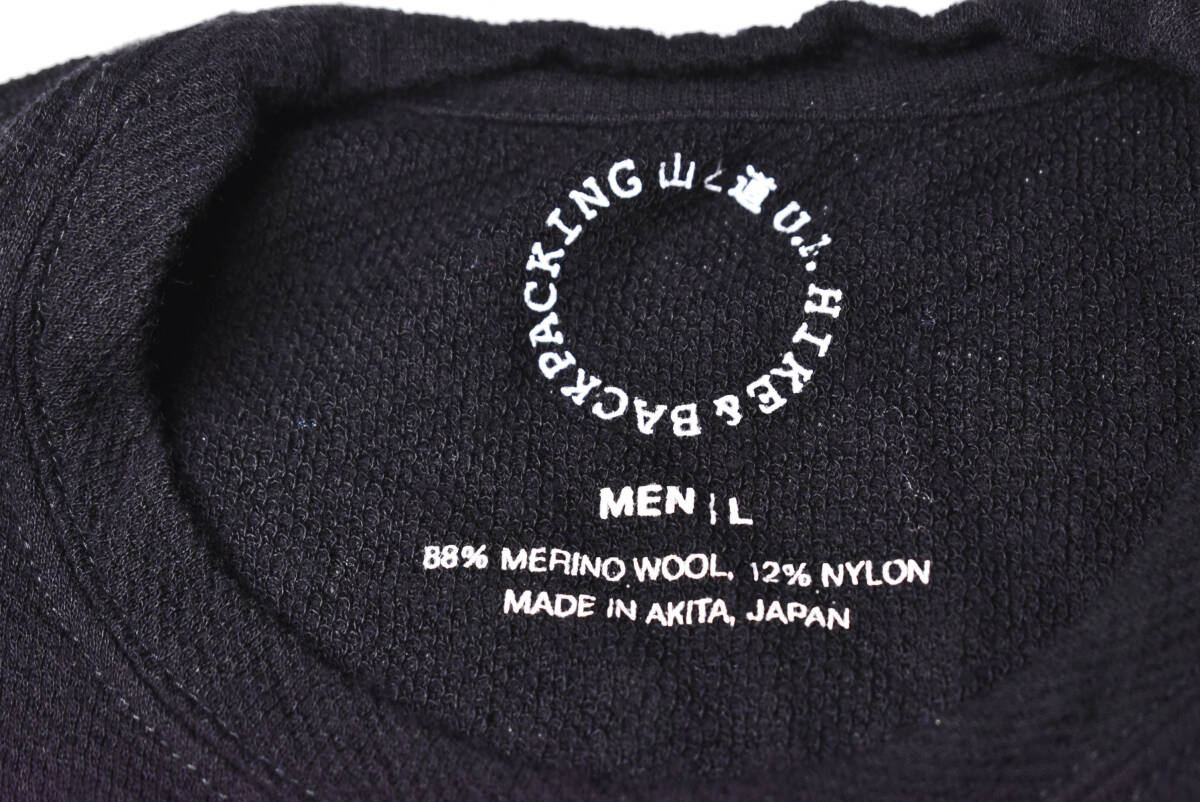 山と道 U.L. HIKE & BACKPACKING
MEN | L
88% MERINO WOOL, 12% NYLON
MADE IN AKITA, JAPAN